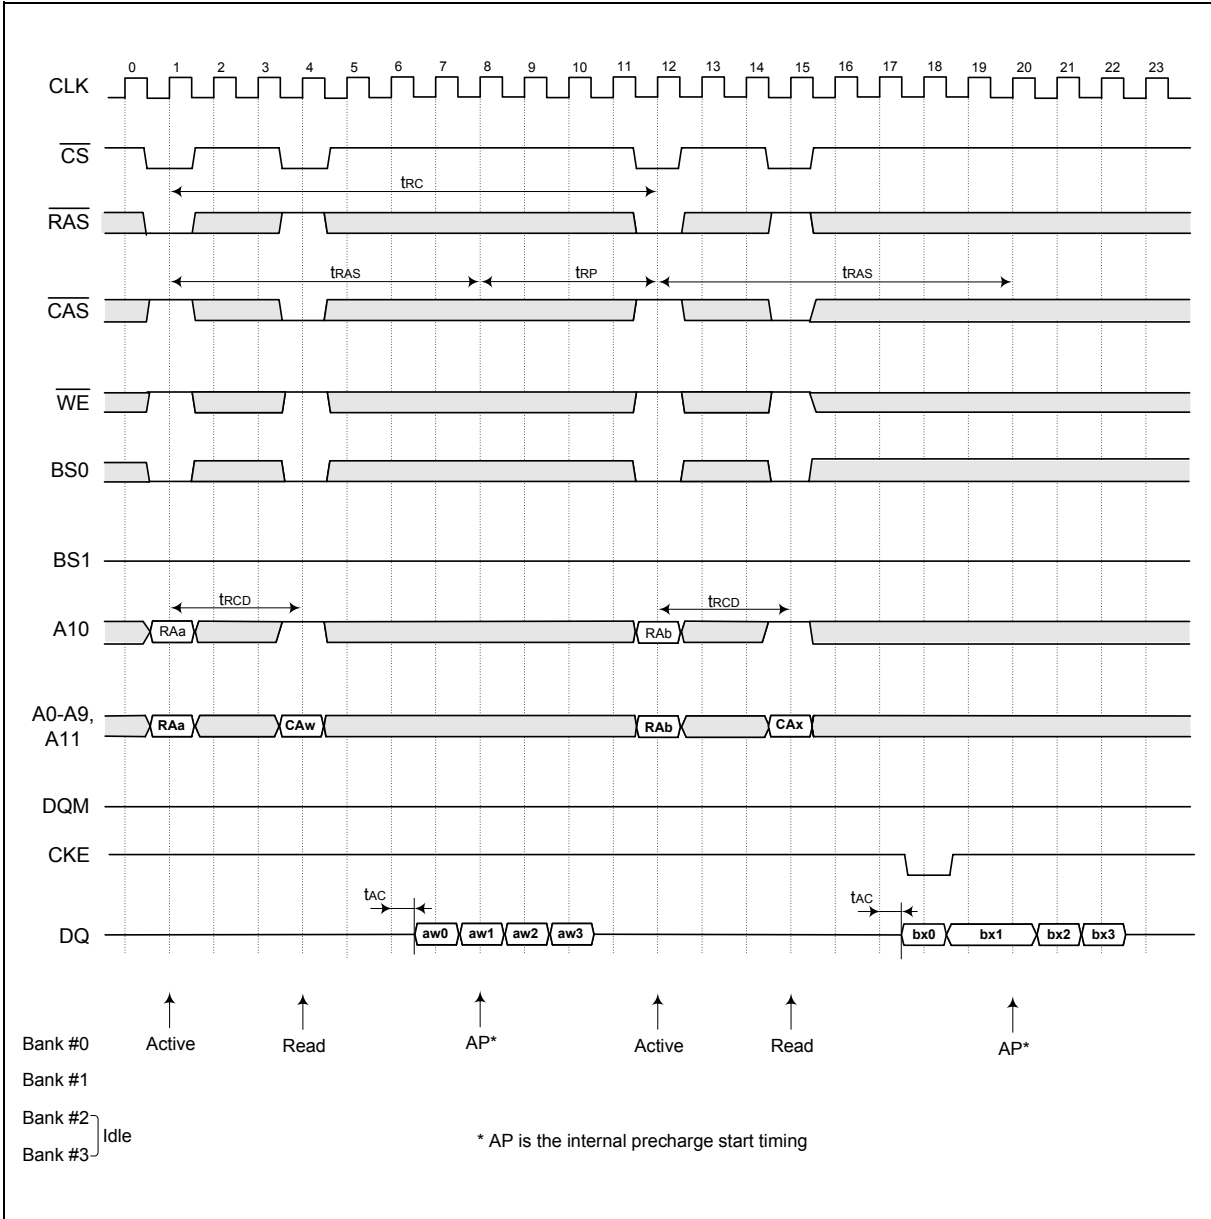 0 1 2 3 4 5 6 7 8 9 10 11 12 13 14 15 16 17 18 19 20 21 22 23
CLK
CS
tRC
RAS
tRAS tRP tRAS
CAS
WE
BS0
BS1
tRCD tRCD
A10 RAa RAb
A0-A9,
A11
RAa CAw RAb CAx
DQM
CKE
tAC tAC
DQ aw0 aw1 aw2 aw3 bx0 bx1 bx2 bx3
Bank #0 Active Read AP* Active Read AP*
Bank #1
Bank #2
Idle
Bank #3
* AP is the internal precharge start timing